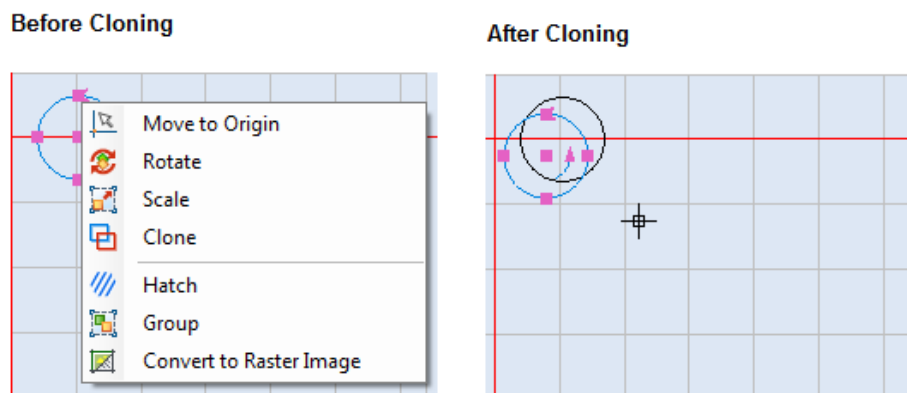 Before Cloning
After Cloning
Move to Origin
Rotate
Scale
Clone
Hatch
Group
Convert to Raster Image